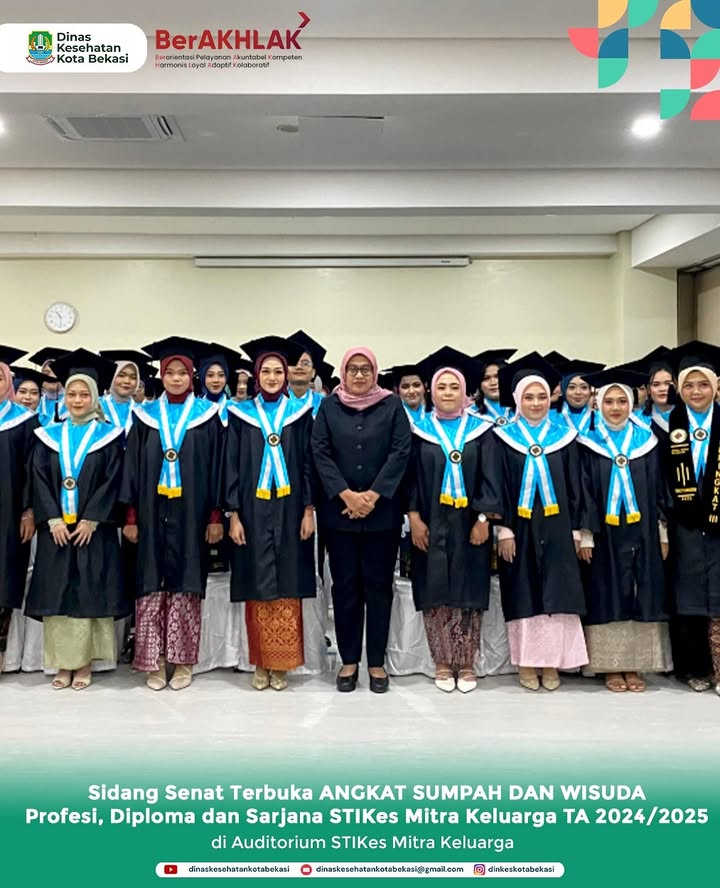 Dinas
Kesehatan
Kota Bekasi
BerAKHLAK
Berorientasi Pelayanan Akuntabel Kompeten
Harmonis Loyal Adaptif Kolaboratif
ANGKAT III
Sidang Senat Terbuka ANGKAT SUMPAH DAN WISUDA
Profesi, Diploma dan Sarjana STIKes Mitra Keluarga TA 2024/2025
di Auditorium STIKes Mitra Keluarga
dinaskesehatankotabekasi
dinaskesehatankotabekasi@gmail.com
dinkeskotabekasi